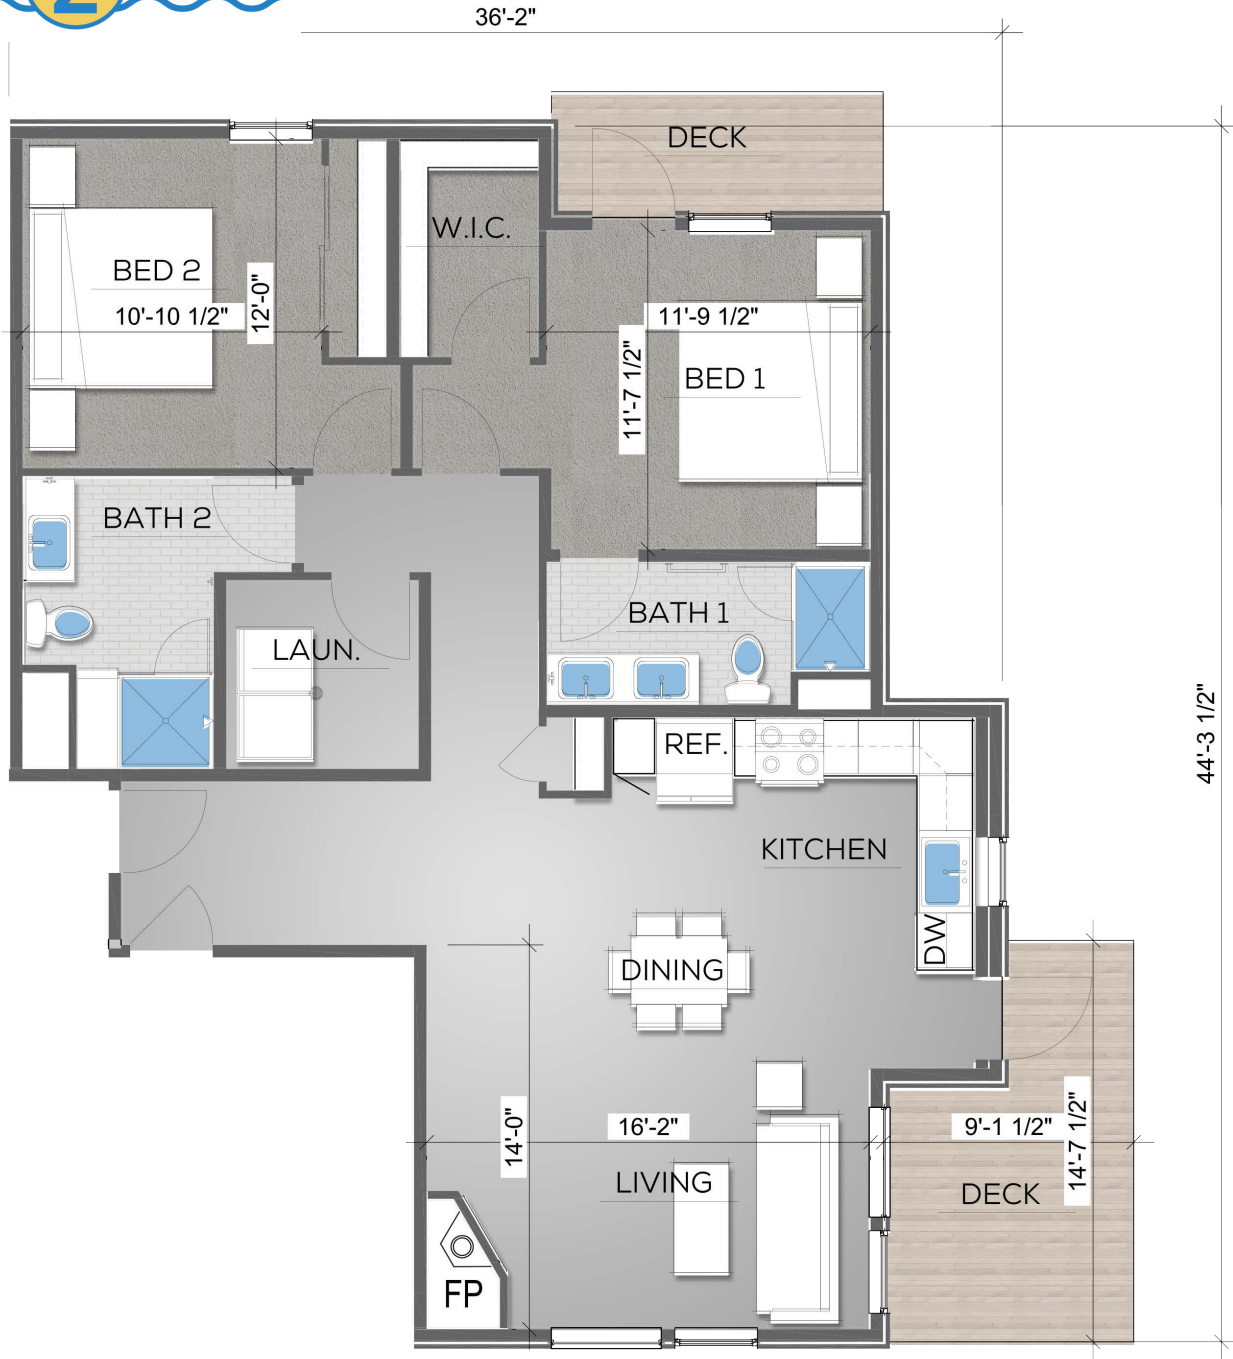 2
36'-2"
DECK
W.I.C.
BED 2
10'-10 1/2"
12'-0"
11'-9 1/2"
11'-7 1/2"
BED 1
BATH 2
BATH 1
LAUN.
REF.
44'-3 1/2"
KITCHEN
DW
DINING
14'-0"
16'-2"
9'-1 1/2"
14'-7 1/2"
LIVING
DECK
FP